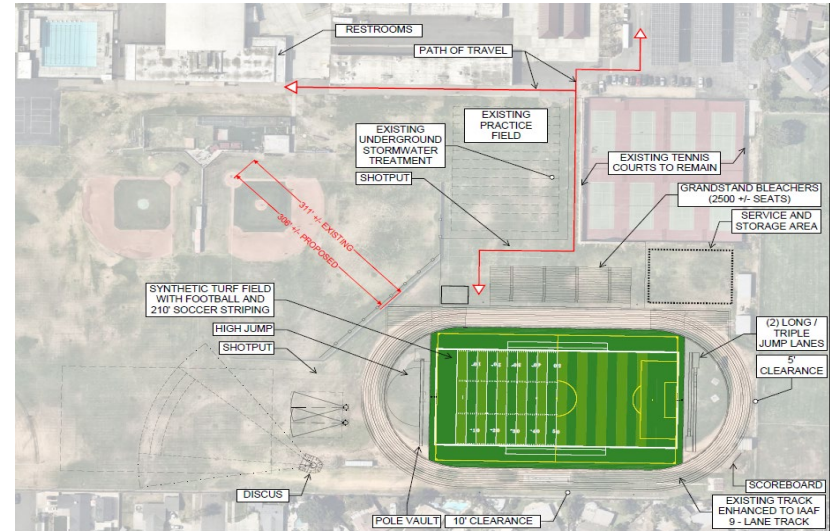 RESTROOMS
PATH OF TRAVEL
EXISTING
PRACTICE
FIELD
EXISTING
UNDERGROUND
STORMWATER
TREATMENT
SHOTPUT
EXISTING TENNIS
COURTS TO REMAIN
GRANDSTAND BLEACHERS
(2500 +/- SEATS)
SERVICE AND
STORAGE AREA
311' +/- EXISTING
306' +/- PROPOSED
SYNTHETIC TURF FIELD
WITH FOOTBALL AND
210' SOCCER STRIPING
HIGH JUMP
SHOTPUT
(2) LONG /
TRIPLE
JUMP LANES
5'
CLEARANCE
DISCUS
POLE VAULT
10' CLEARANCE
SCOREBOARD
EXISTING TRACK
ENHANCED TO IAAF
9 - LANE TRACK